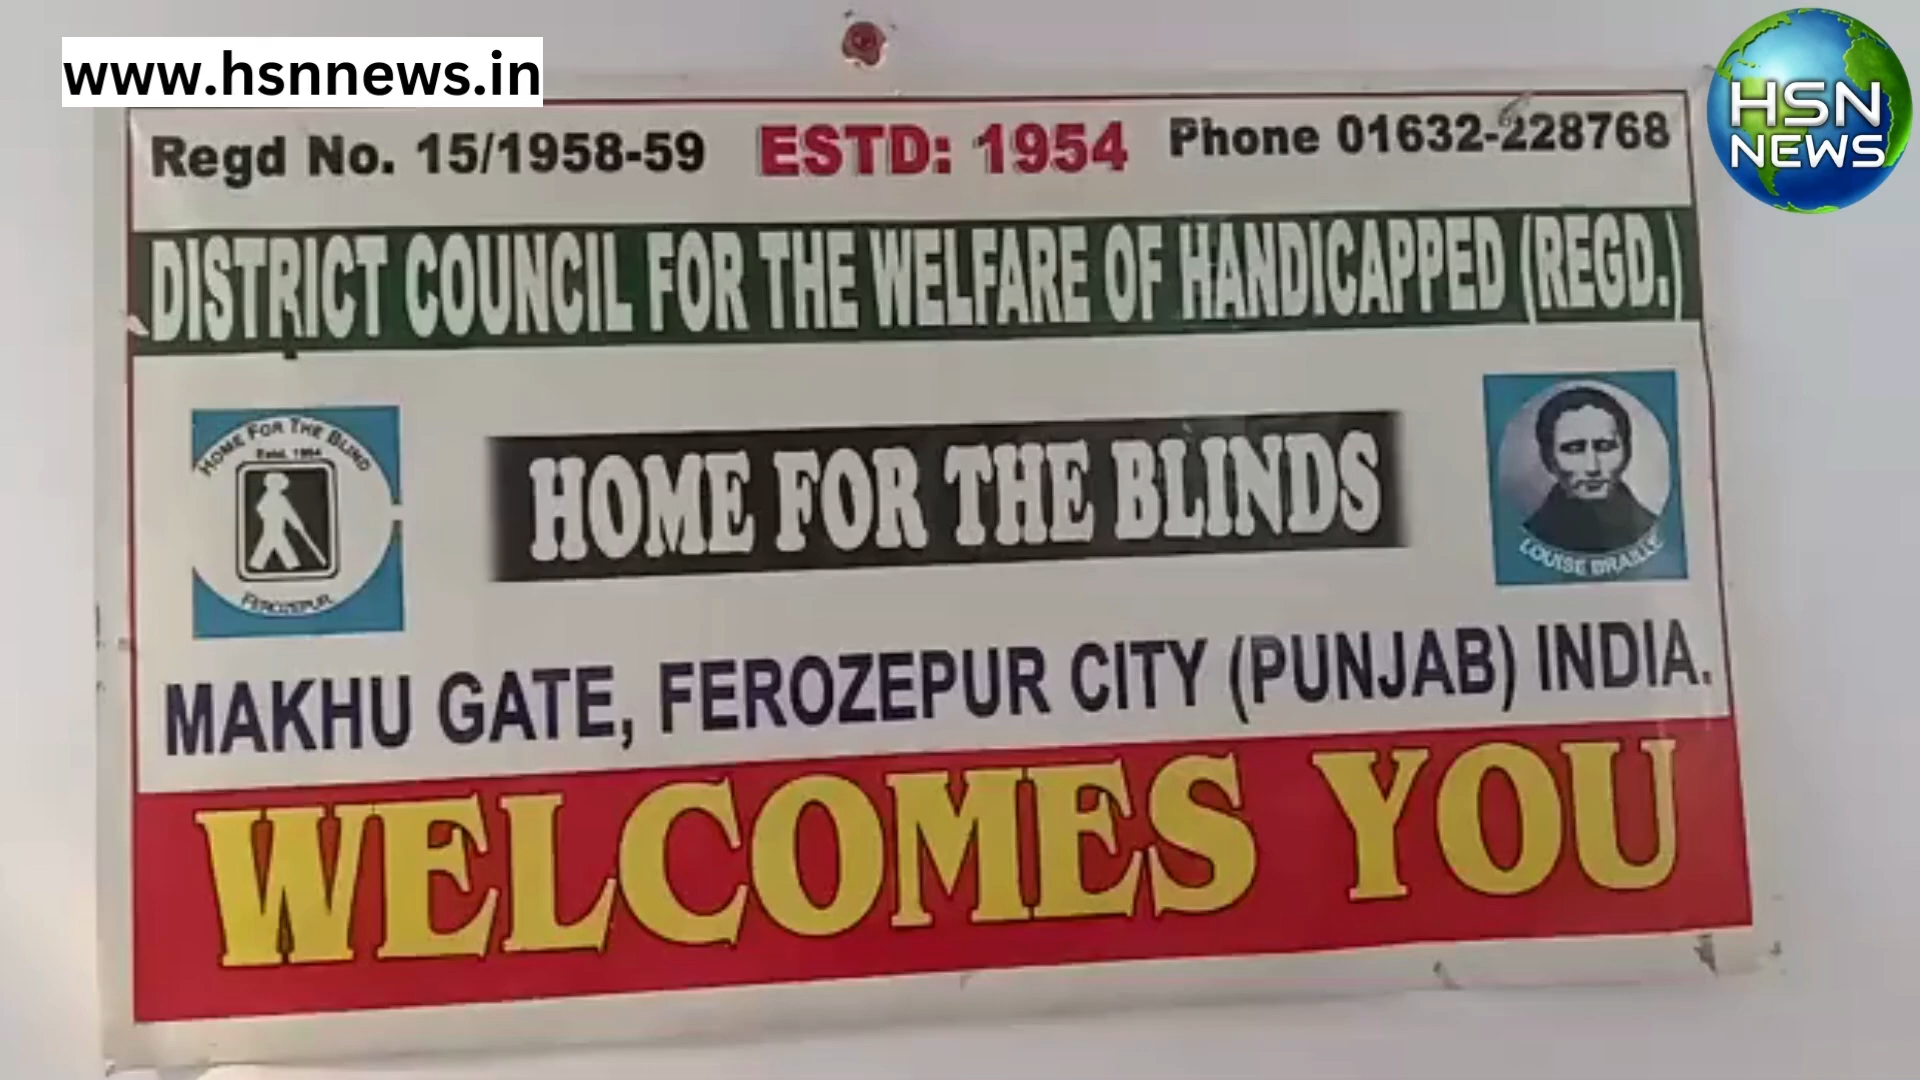 www.hsnnews.in
HSN
NEWS
Regd No. 15/1958-59 ESTD: 1954 Phone 01632-228768
DISTRICT COUNCIL FOR THE WELFARE OF HANDICAPPED (REGD.)
HOME FOR THE BLIND
Estd. 1954
FEROZEPUR
HOME FOR THE BLINDS
LOUISE BRAILLE
MAKHU GATE, FEROZEPUR CITY (PUNJAB) INDIA.
WELCOMES YOU